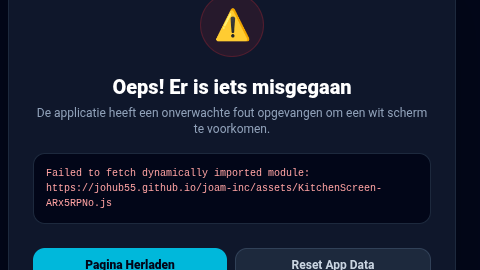 Oeps! Er is iets misgegaan
De applicatie heeft een onverwachte fout opgevangen om een wit scherm
te voorkomen.
Failed to fetch dynamically imported module:
https://johub55.github.io/joam-inc/assets/KitchenScreen-
ARx5RPNo.js
Pagina Herladen
Reset App Data